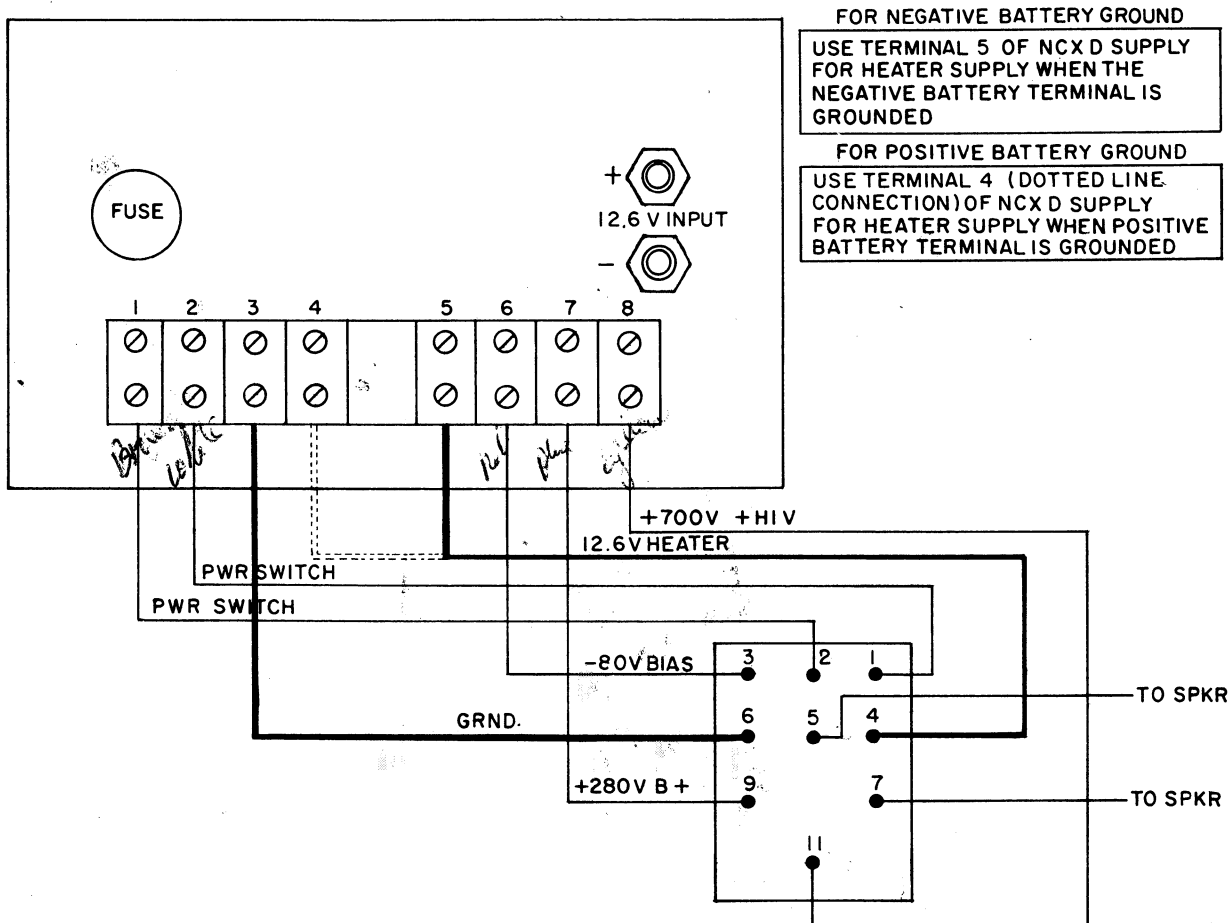 FOR NEGATIVE BATTERY GROUND
USE TERMINAL 5 OF NCX D SUPPLY
FOR HEATER SUPPLY WHEN THE
NEGATIVE BATTERY TERMINAL IS
GROUNDED
FOR POSITIVE BATTERY GROUND
USE TERMINAL 4 (DOTTED LINE
CONNECTION) OF NCX D SUPPLY
FOR HEATER SUPPLY WHEN POSITIVE
BATTERY TERMINAL IS GROUNDED
FUSE
+
12.6 V INPUT
-
1 2 3 4 5 6 7 8
Red
+700V +HI V
12.6V HEATER
PWR SWITCH
PWR SWITCH
-80V BIAS
3 2 1
TO SPKR
GRND.
6 5 4
+280V B+
9 7
TO SPKR
11